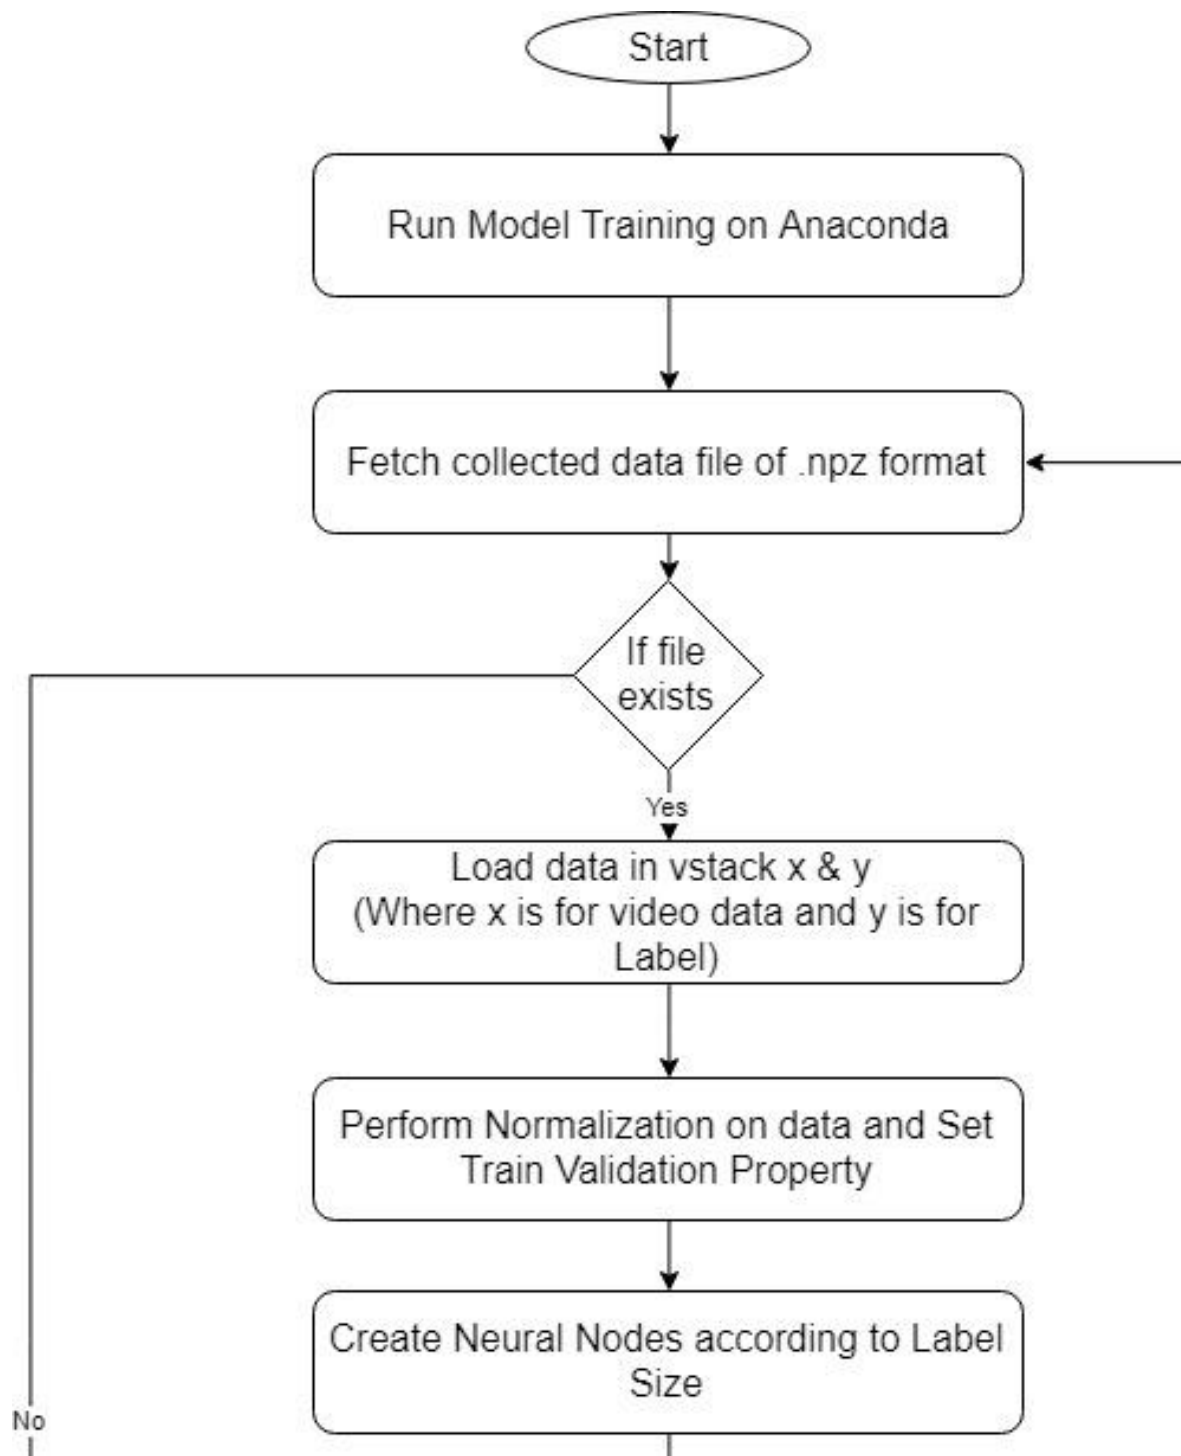 Start
Run Model Training on Anaconda
Fetch collected data file of .npz format
If file
exists
Yes
Load data in vstack x & y
(Where x is for video data and y is for
Label)
Perform Normalization on data and Set
Train Validation Property
Create Neural Nodes according to Label
Size
No